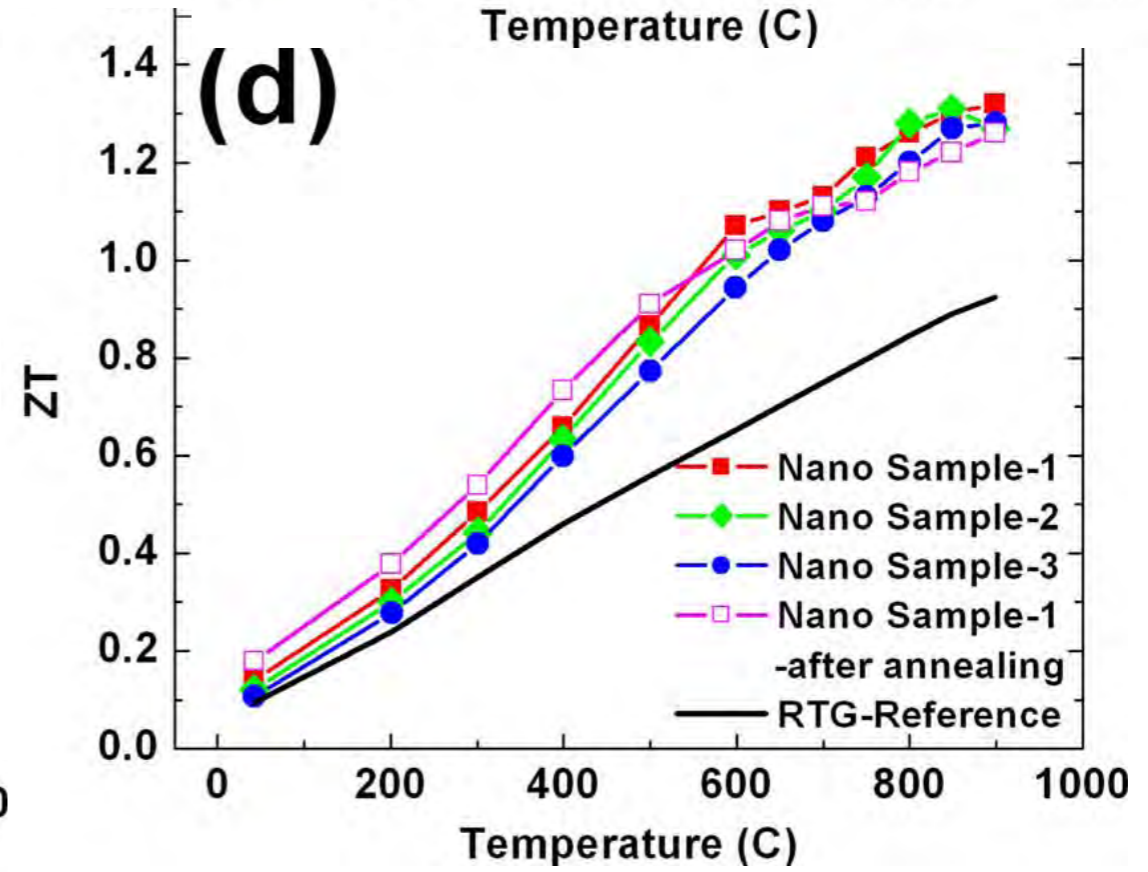 Temperature (C)
(d)
1.4
1.2
1.0
0.8
0.6
0.4
0.2
0.0
ZT
Nano Sample-1
Nano Sample-2
Nano Sample-3
Nano Sample-1
-after annealing
RTG-Reference
0 200 400 600 800 1000
0
Temperature (C)